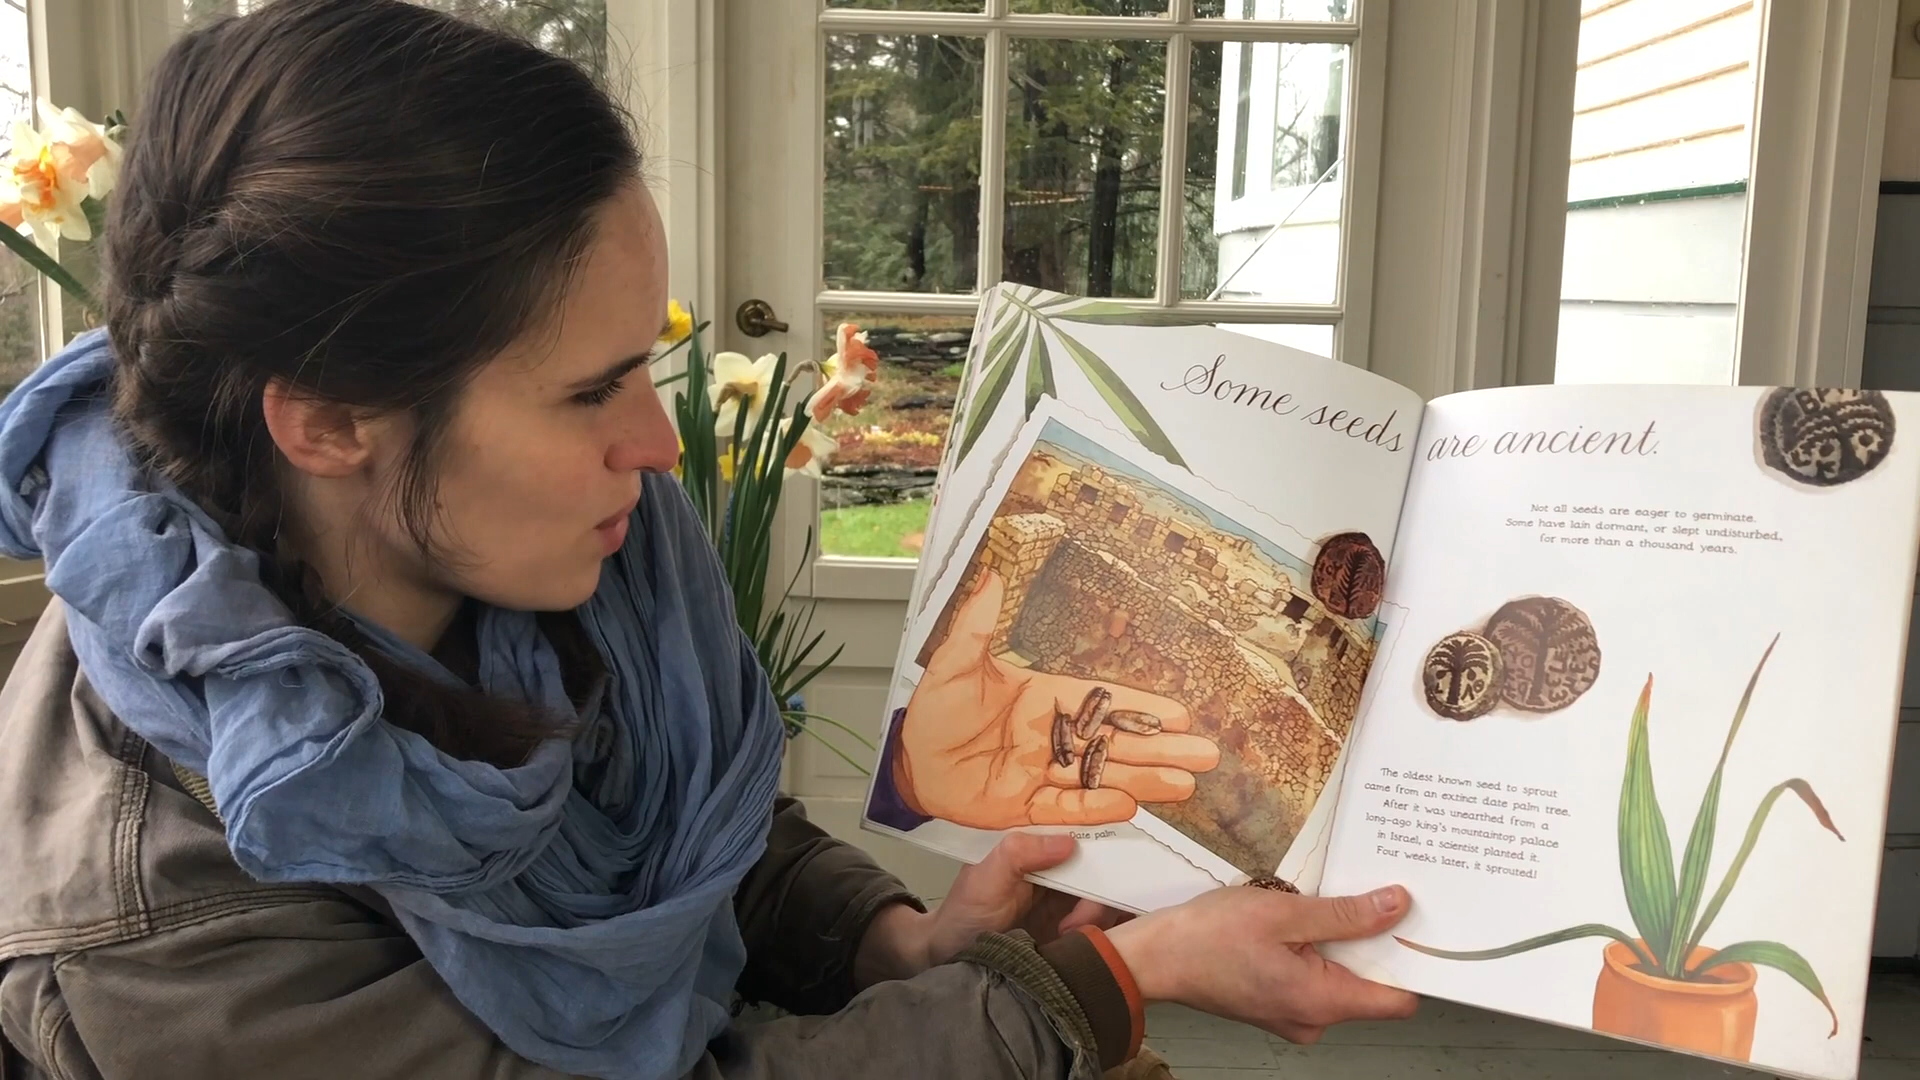 Some seeds are ancient.
Not all seeds are eager to germinate.
Some have lain dormant, or slept undisturbed,
for more than a thousand years.
The oldest known seed to sprout
came from an extinct date palm tree.
After it was unearthed from a
long-ago king's mountaintop palace
in Israel, a scientist planted it.
Four weeks later, it sprouted!
Date palm